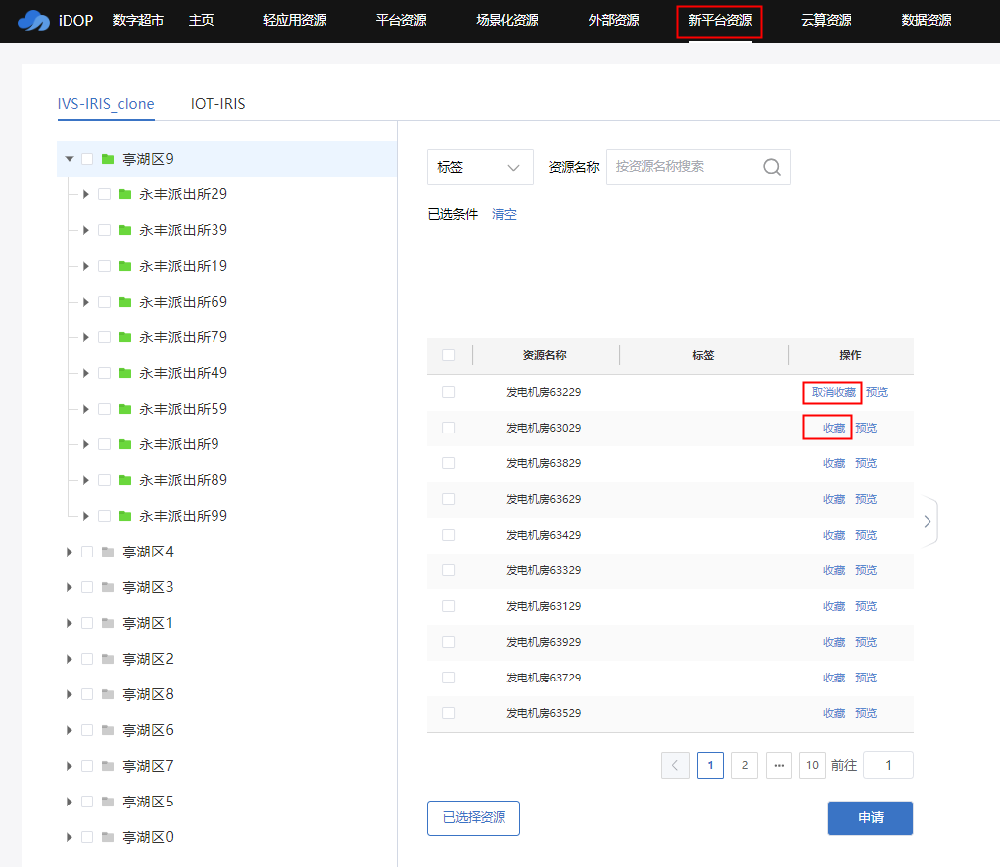 iDOP 数字超市 主页 轻应用资源 平台资源 场景化资源 外部资源 新平台资源 云算资源 数据资源
IVS-IRIS_clone IOT-IRIS
亭湖区9
永丰派出所29
永丰派出所39
永丰派出所19
永丰派出所69
永丰派出所79
永丰派出所49
永丰派出所59
永丰派出所9
永丰派出所89
永丰派出所99
亭湖区4
亭湖区3
亭湖区1
亭湖区2
亭湖区8
亭湖区6
亭湖区7
亭湖区5
亭湖区0
标签 资源名称 按资源名称搜索
已选条件 清空
资源名称 标签 操作
发电机房63229 取消收藏 预览
发电机房63029 收藏 预览
发电机房63829 收藏 预览
发电机房63629 收藏 预览
发电机房63429 收藏 预览
发电机房63329 收藏 预览
发电机房63129 收藏 预览
发电机房63929 收藏 预览
发电机房63729 收藏 预览
发电机房63529 收藏 预览
1 2 ··· 10 前往 1
已选择资源 申请